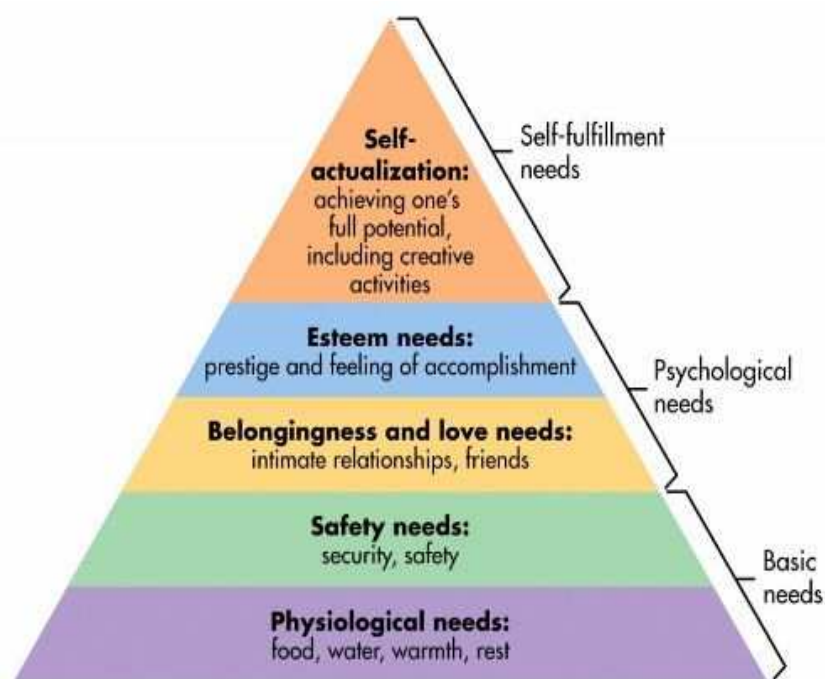 Self-
actualization:
achieving one's
full potential,
including creative
activities
Self-fulfillment
needs
Esteem needs:
prestige and feeling of accomplishment
Psychological
needs
Belongingness and love needs:
intimate relationships, friends
Safety needs:
security, safety
Basic
needs
Physiological needs:
food, water, warmth, rest